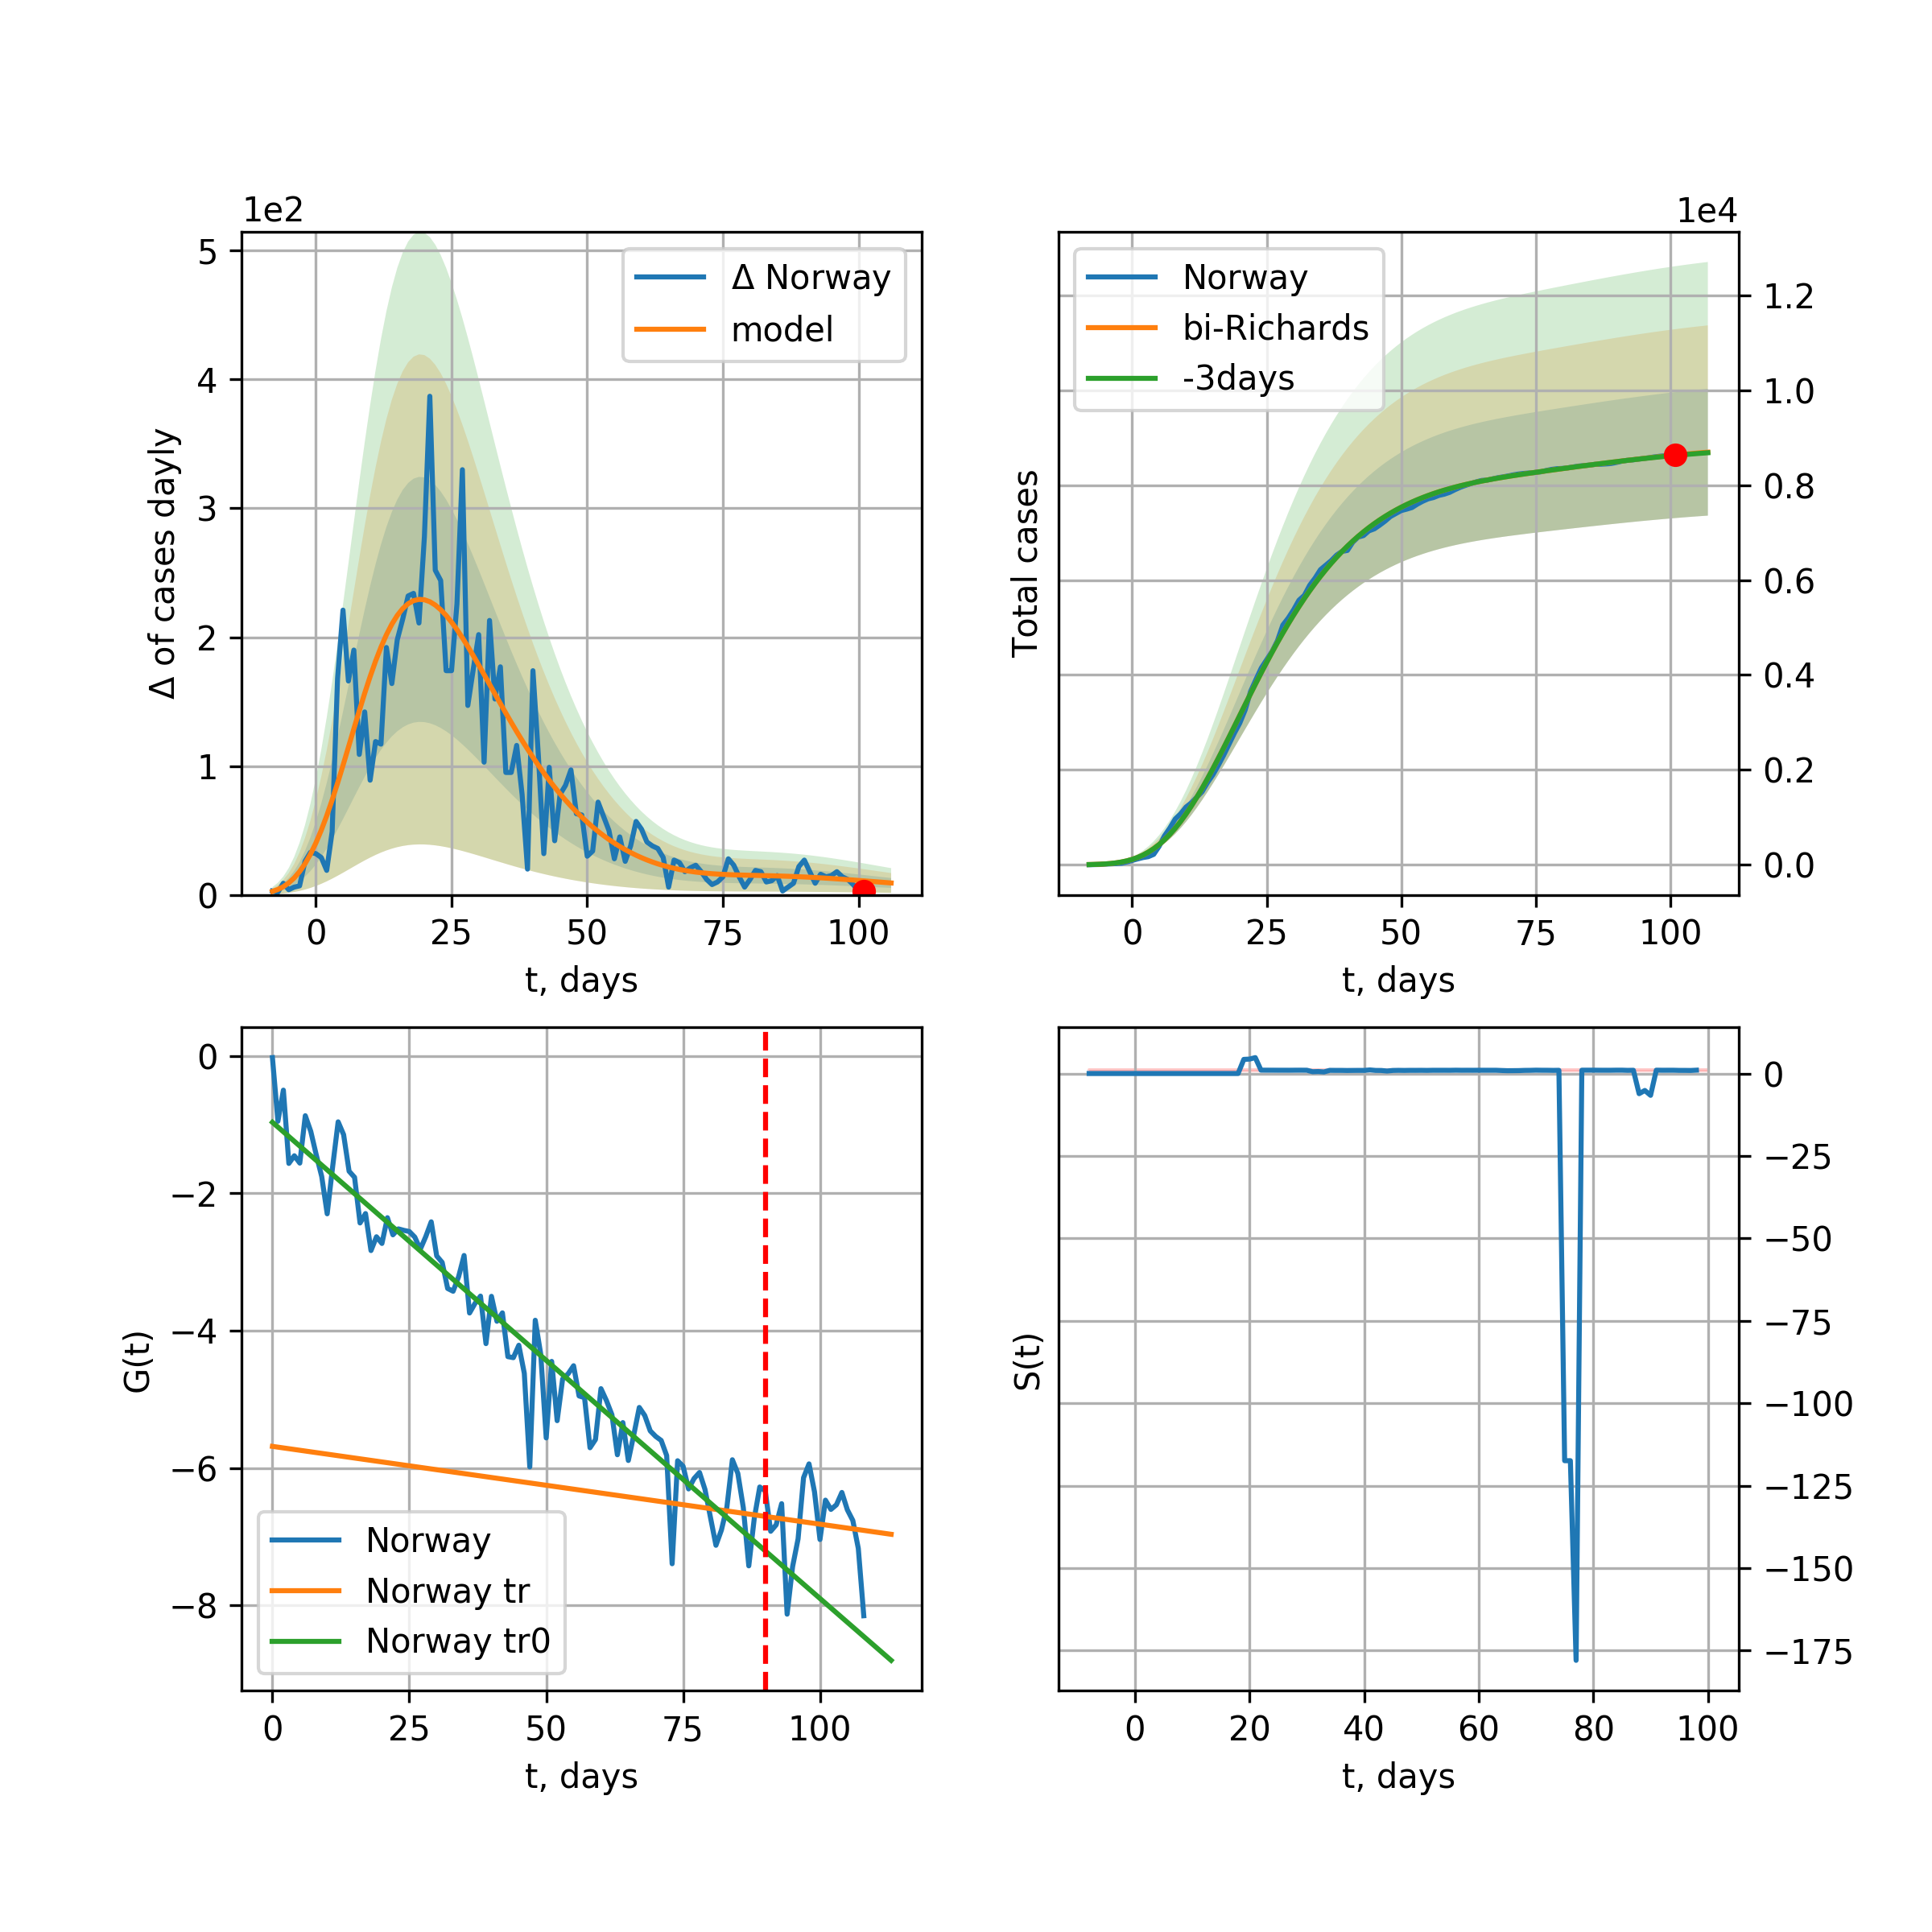 1e2
5
4
3
2
1
0
Δ of cases dayly
Δ Norway
model
0 25 50 75 100
t, days
1e4
1.2
1.0
0.8
0.6
0.4
0.2
0.0
Total cases
Norway
bi-Richards
-3days
0 25 50 75 100
t, days
0
−2
−4
−6
−8
G(t)
Norway
Norway tr
Norway tr0
0 25 50 75 100
t, days
0
−25
−50
−75
−100
−125
−150
−175
S(t)
0 20 40 60 80 100
t, days